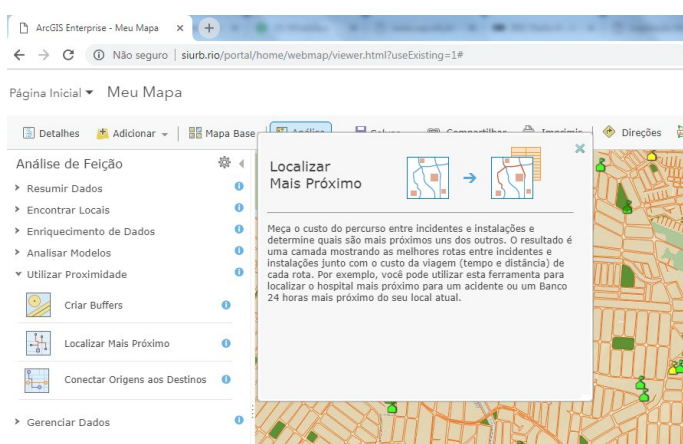 ArcGIS Enterprise - Meu Mapa
Não seguro | siurb.rio/portal/home/webmap/viewer.html?useExisting=1#
Página Inicial Meu Mapa
Detalhes Adicionar Mapa Base Análise Salvar Compartilhar Imprimir Direções
Análise de Feição
Resumir Dados
Encontrar Locais
Enriquecimento de Dados
Analisar Modelos
Utilizar Proximidade
Criar Buffers
Localizar Mais Próximo
Conectar Origens aos Destinos
Gerenciar Dados
Localizar
Mais Próximo
Meça o custo do percurso entre incidentes e instalações e
determine quais são mais próximos uns dos outros. O resultado é
uma camada mostrando as melhores rotas entre incidentes e
instalações junto com o custo da viagem (tempo e distância) de
cada rota. Por exemplo, você pode utilizar esta ferramenta para
localizar o hospital mais próximo para um acidente ou um Banco
24 horas mais próximo do seu local atual.